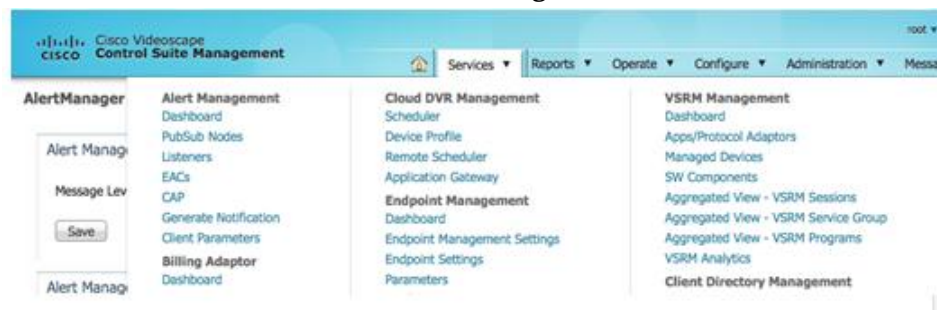 root
Cisco Videoscape
CISCO Control Suite Management
Services Reports Operate Configure Administration Messa
AlertManager
Alert Manag
Message Lev
Save
Alert Manag
Alert Management
Dashboard
PubSub Nodes
Listeners
EACs
CAP
Generate Notification
Client Parameters
Billing Adaptor
Dashboard
Cloud DVR Management
Scheduler
Device Profile
Remote Scheduler
Application Gateway
Endpoint Management
Dashboard
Endpoint Management Settings
Endpoint Settings
Parameters
VSRM Management
Dashboard
Apps/Protocol Adaptors
Managed Devices
SW Components
Aggregated View - VSRM Sessions
Aggregated View - VSRM Service Group
Aggregated View - VSRM Programs
VSRM Analytics
Client Directory Management